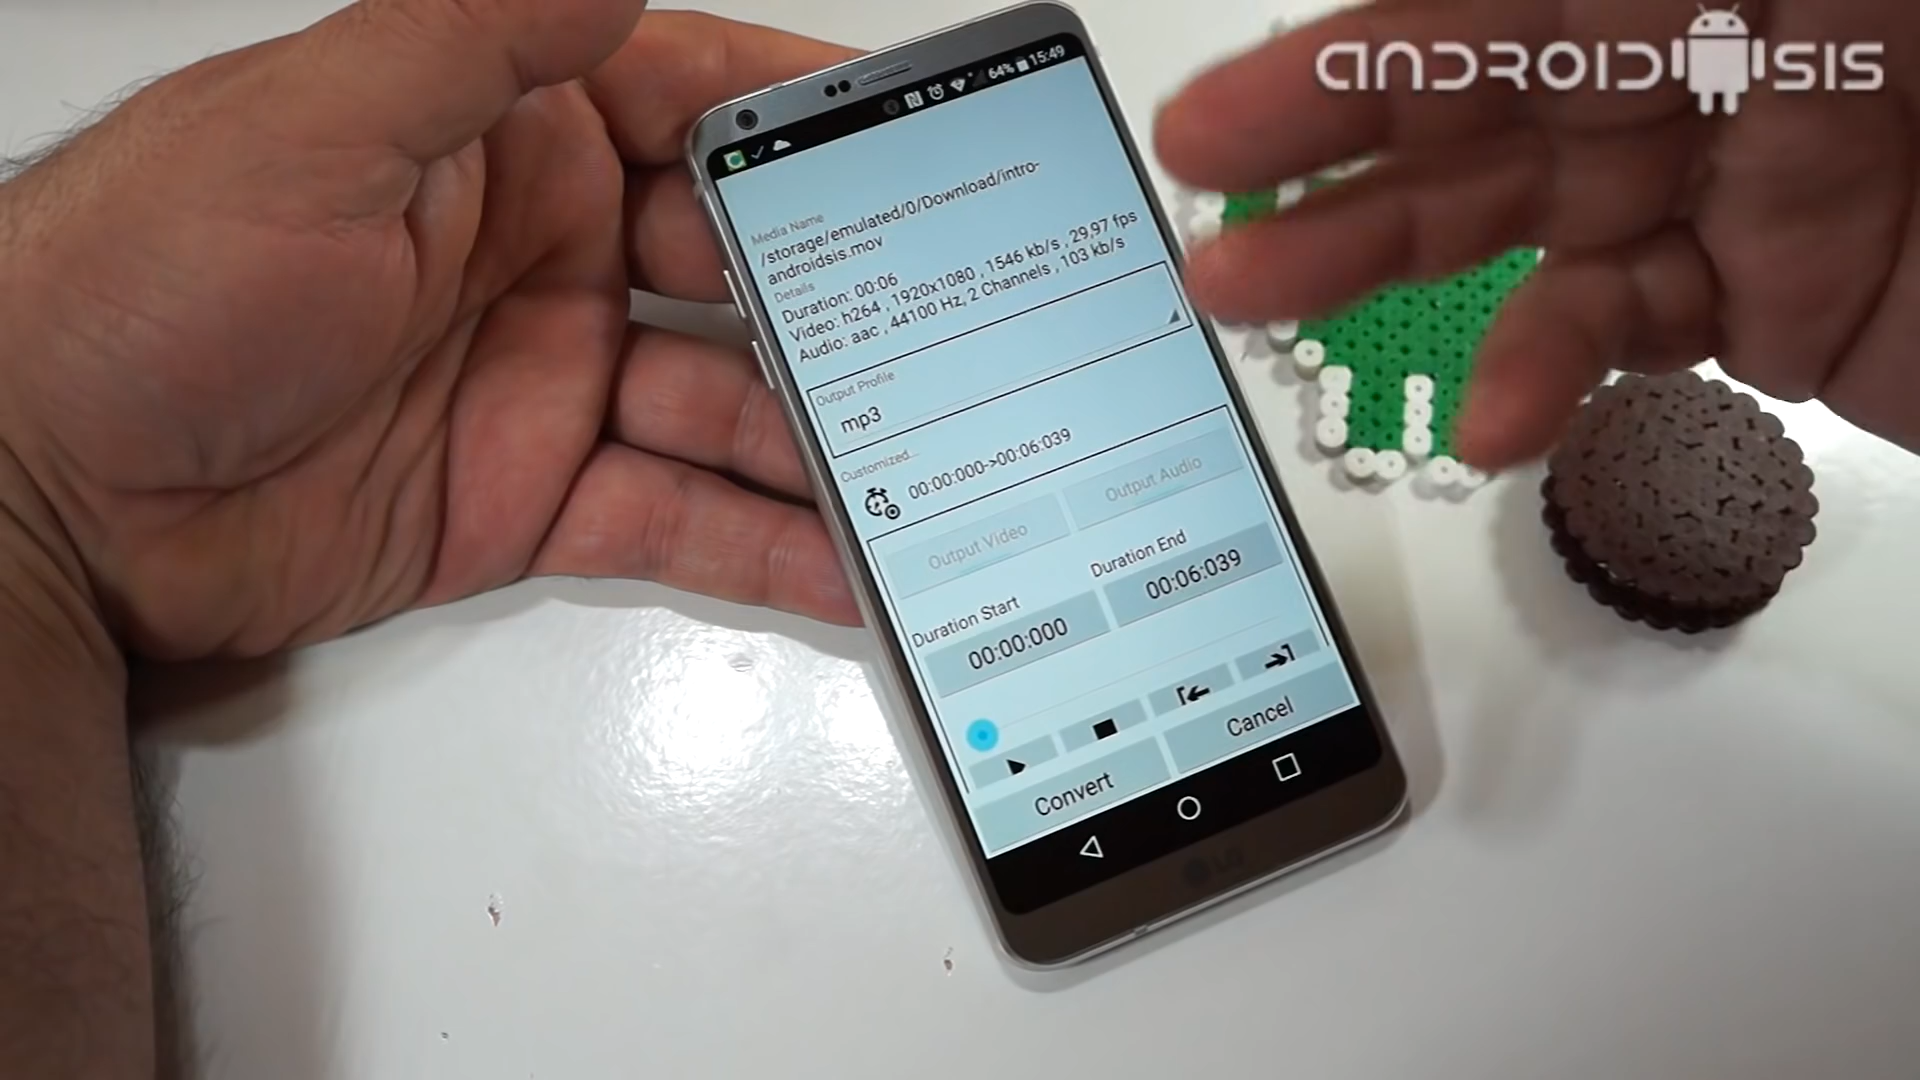 ANDROIDSIS
64% 15:49
Media Name
/storage/emulated/0/Download/intro-
androidsis.mov
Details
Duration: 00:06
Video: h264 , 1920x1080 , 1546 kb/s , 29,97 fps
Audio: aac , 44100 Hz, 2 Channels , 103 kb/s
Output Profile
mp3
Customized...
00:00:000->00:06:039
Output Video
Output Audio
Duration Start
Duration End
00:00:000
00:06:039
Convert
Cancel
LG